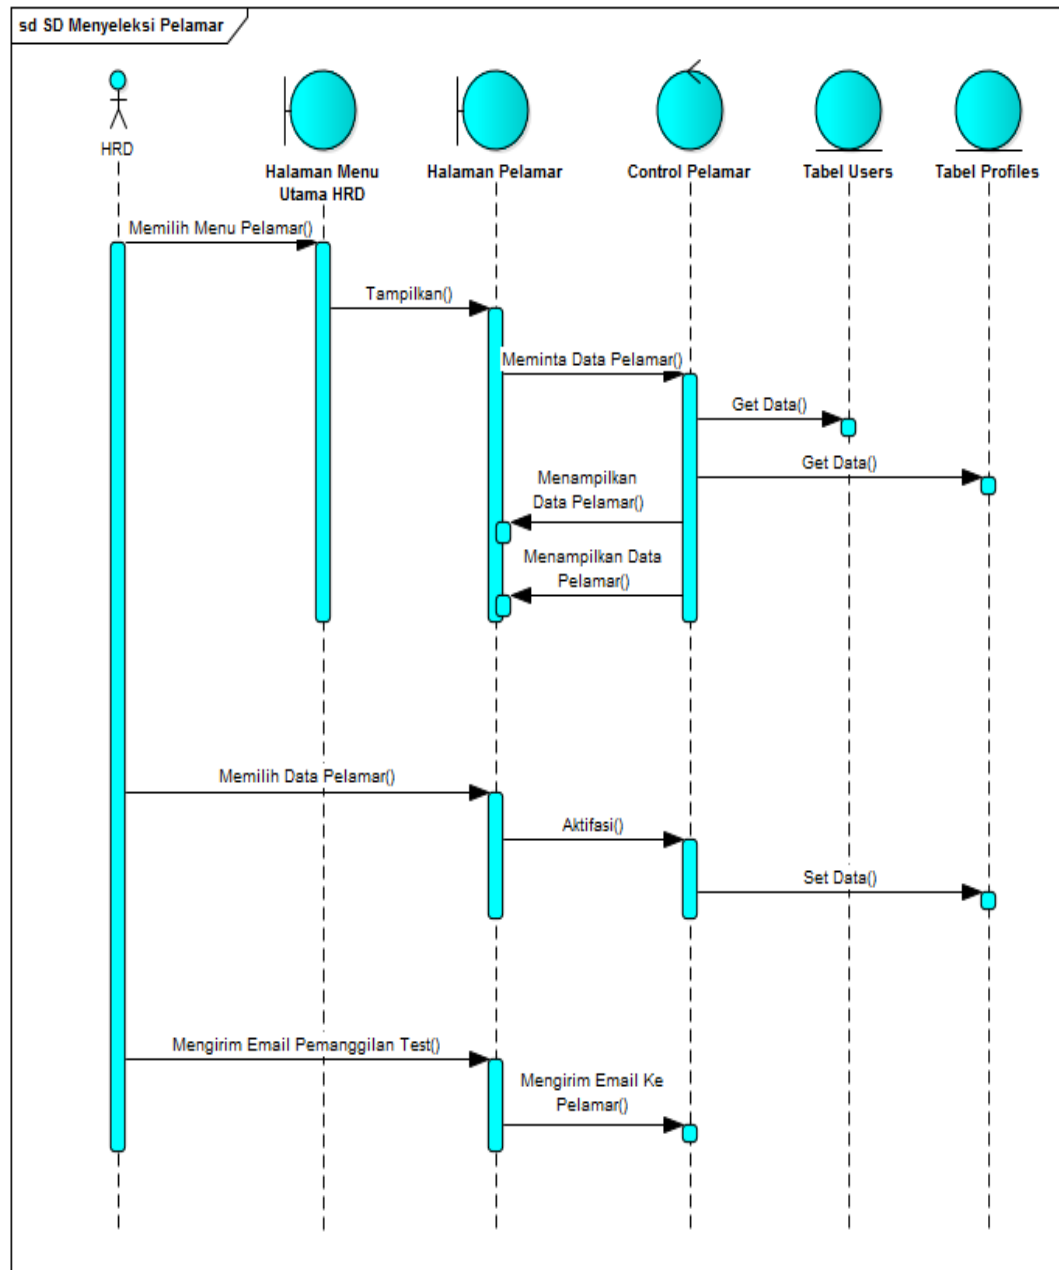 sd SD Menyeleksi Pelamar
HRD
Halaman Menu
Utama HRD
Halaman Pelamar
Control Pelamar
Tabel Users
Tabel Profiles
Memilih Menu Pelamar()
Tampilkan()
Meminta Data Pelamar()
Get Data()
Get Data()
Menampilkan
Data Pelamar()
Menampilkan Data
Pelamar()
Memilih Data Pelamar()
Aktifasi()
Set Data()
Mengirim Email Pemanggilan Test()
Mengirim Email Ke
Pelamar()